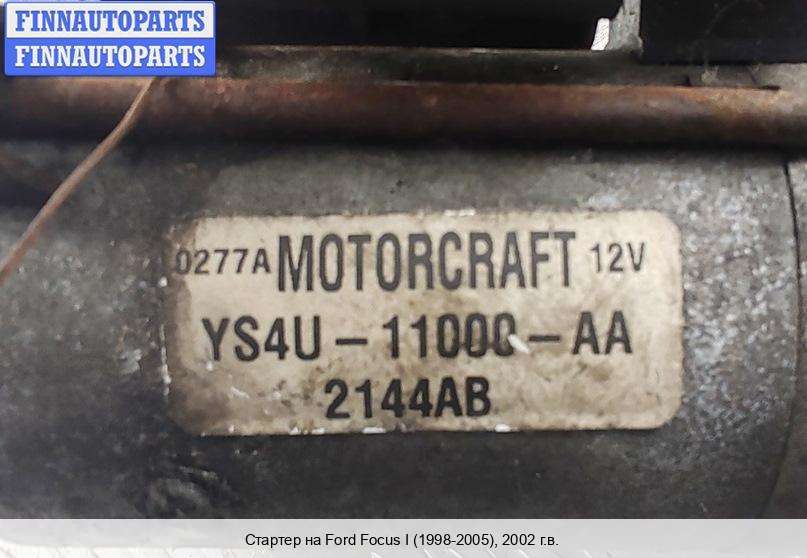 FINNAUTOPARTS
FINNAUTOPARTS
0277A MOTORCRAFT 12V
YS4U-11000-AA
2144AB
Стартер на Ford Focus I (1998-2005), 2002 г.в.